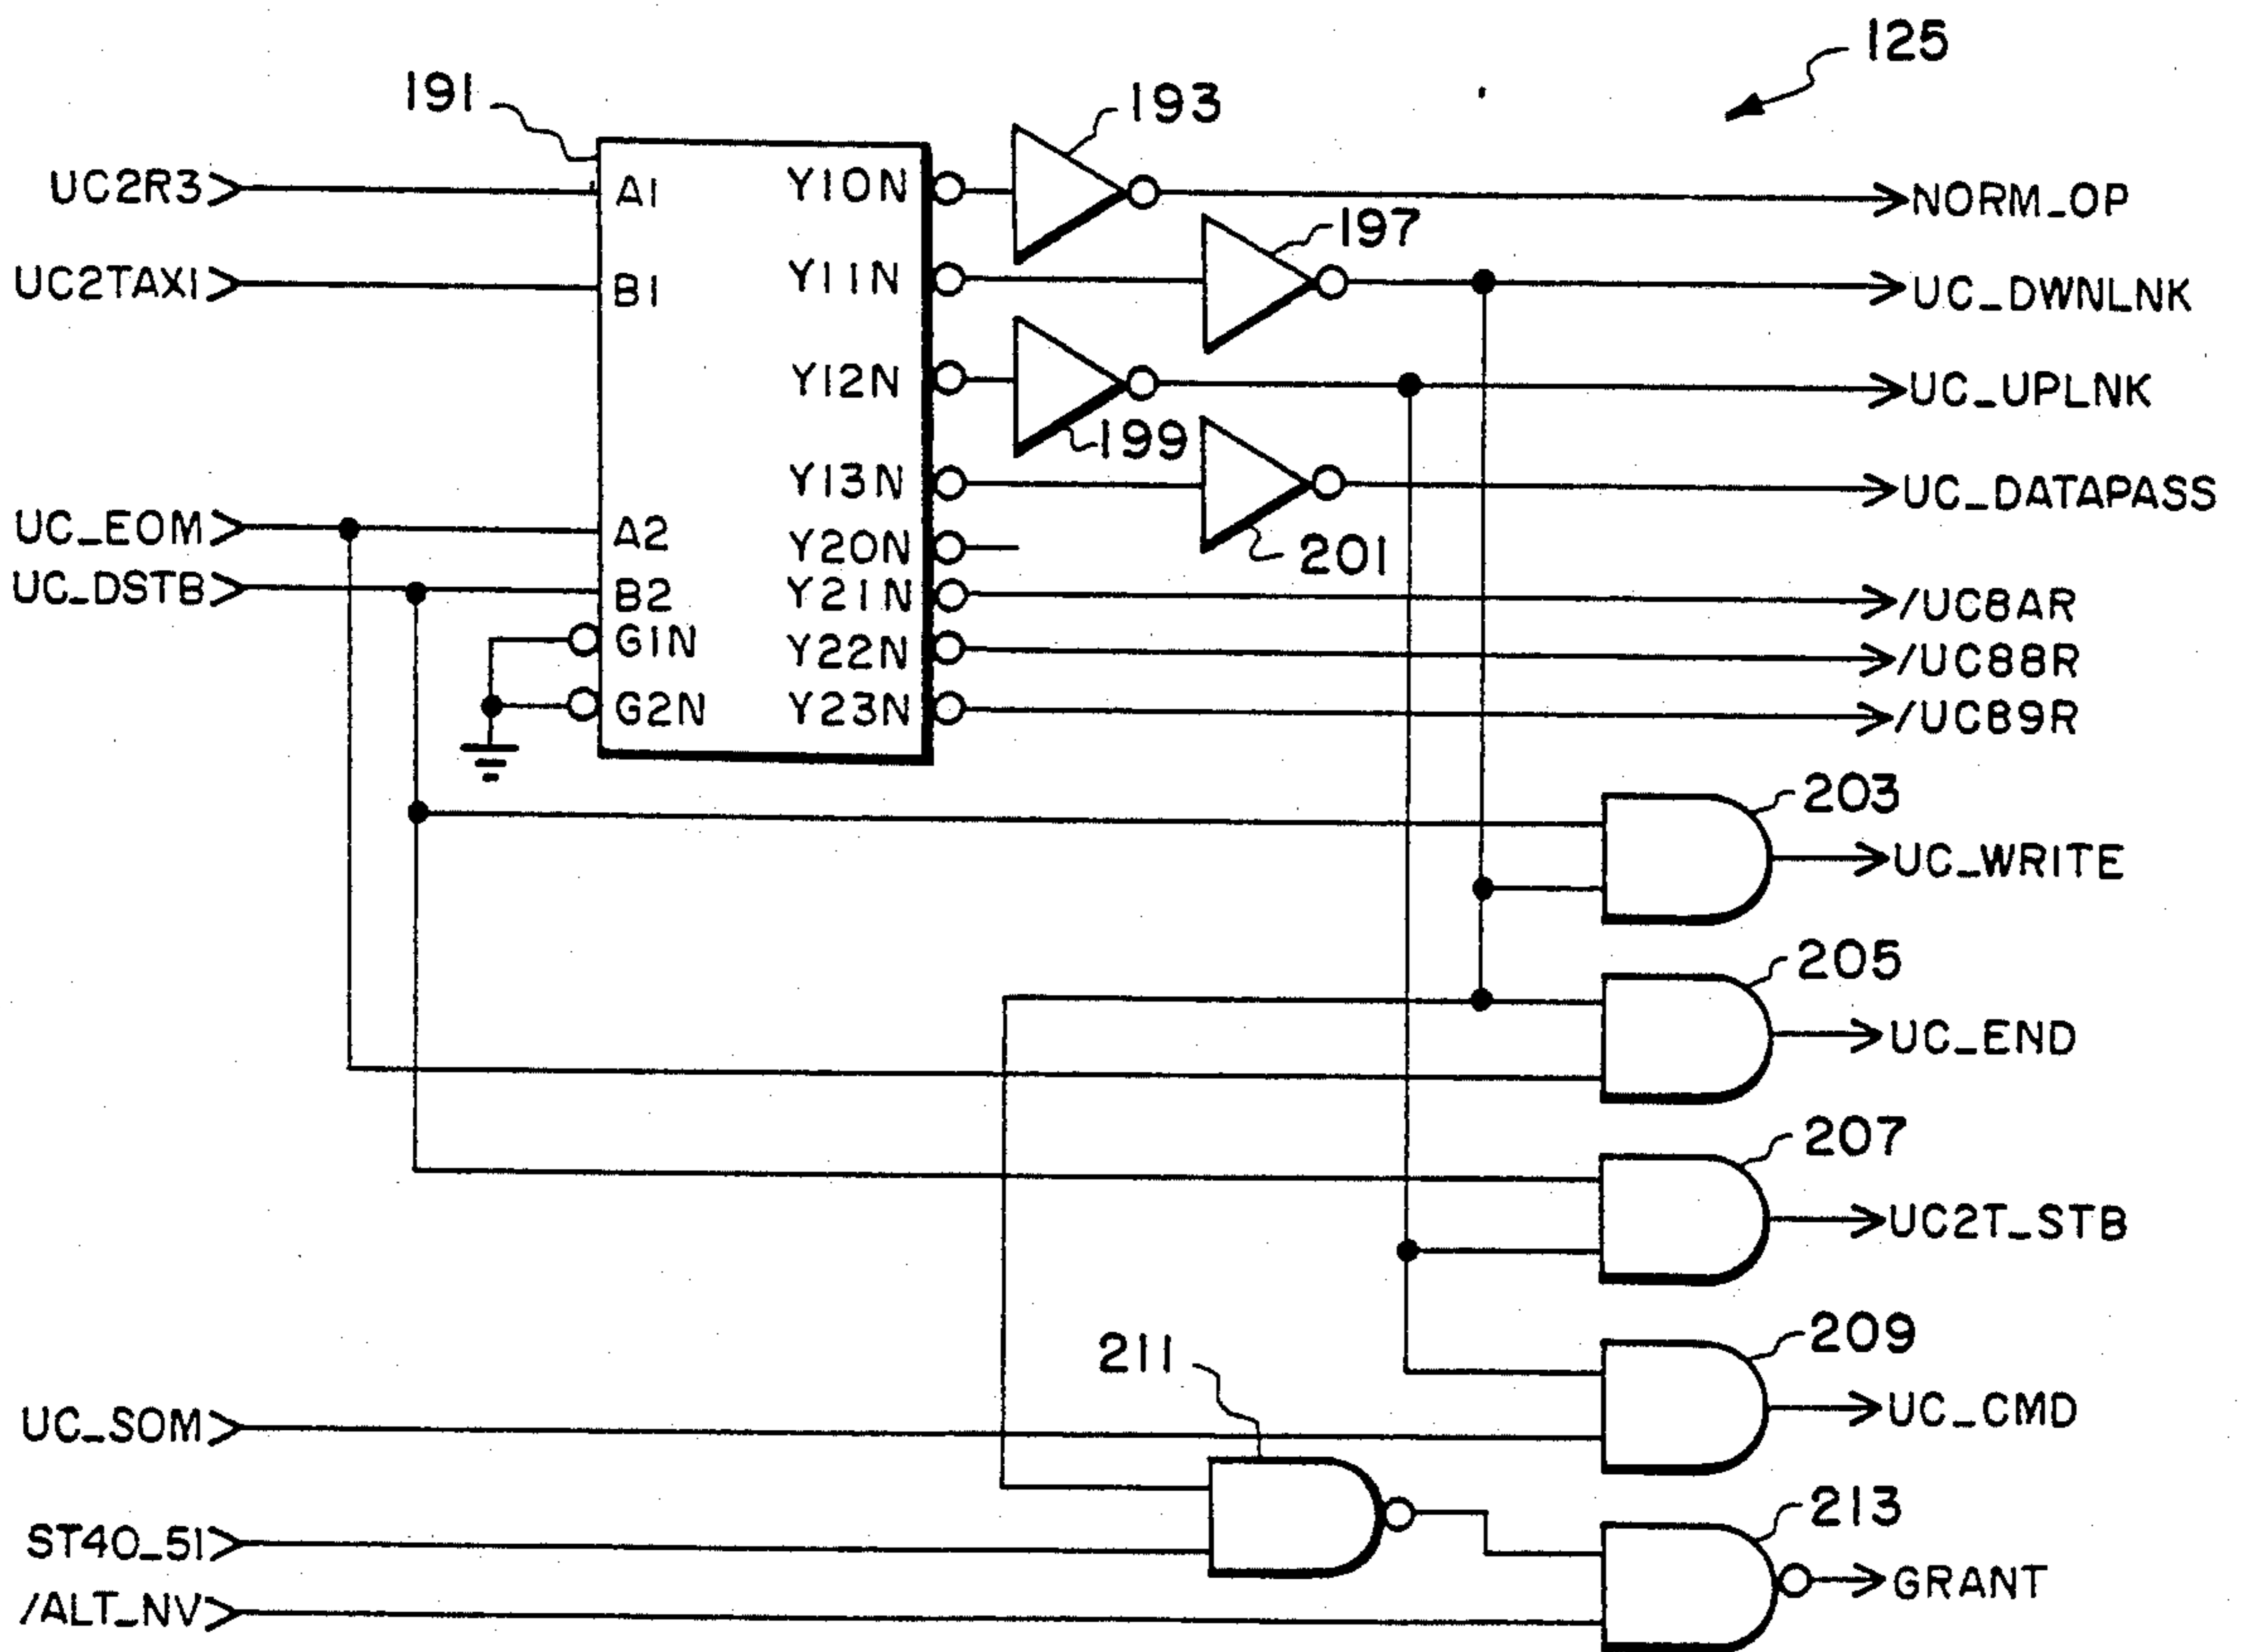 125
191
193
UC2R3
A1
Y10N
NORM_OP
197
UC2TAX1
B1
Y11N
UC_DWNLNK
Y12N
UC_UPLNK
199
Y13N
UC_DATAPASS
UC_EOM
A2
Y20N
201
UC_DSTB
B2
Y21N
/UC8AR
G1N
Y22N
/UC88R
G2N
Y23N
/UC89R
203
UC_WRITE
205
UC_END
207
UC2T_STB
209
211
UC_CMD
UC_SOM
213
ST40_51
GRANT
/ALT_NV